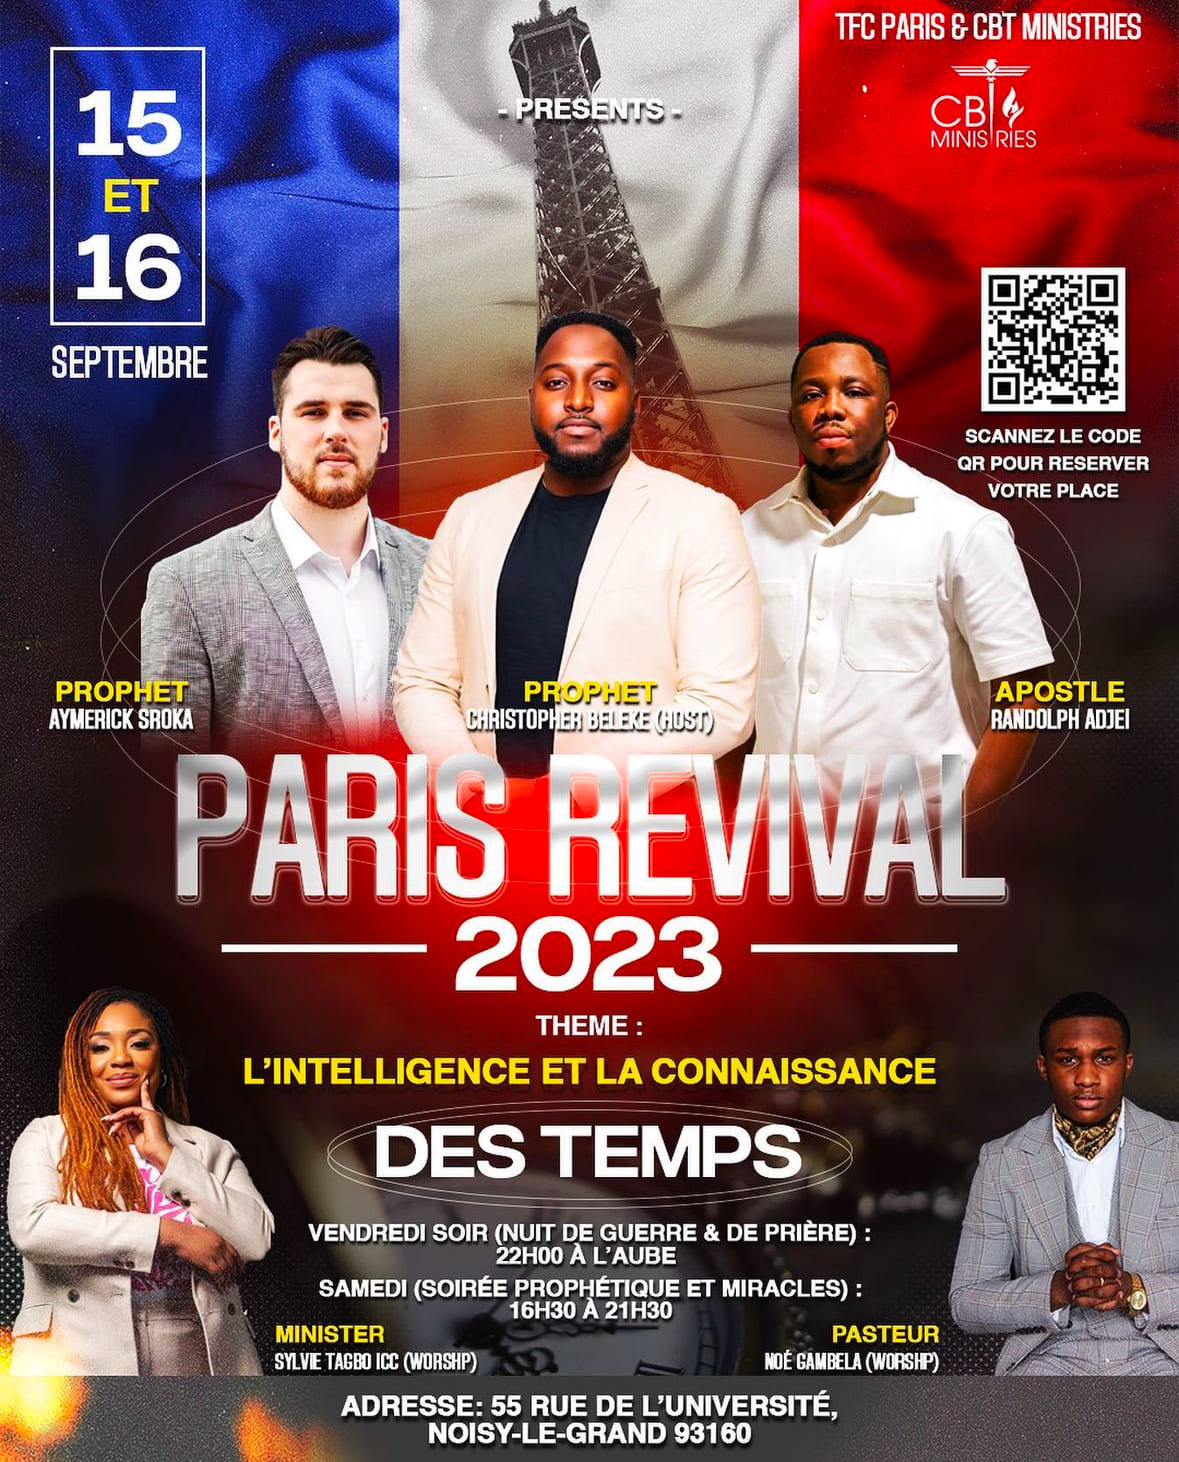 TFC PARIS & CBT MINISTRIES
- PRESENTS -
CBT
MINISTRIES
15
ET
16
SEPTEMBRE
SCANNEZ LE CODE
QR POUR RESERVER
VOTRE PLACE
PROPHET
AYMERICK SROKA
PROPHET
CHRISTOPHER BELEKE (HOST)
APOSTLE
RANDOLPH ADJEI
PARIS REVIVAL
2023
THEME :
L'INTELLIGENCE ET LA CONNAISSANCE
DES TEMPS
VENDREDI SOIR (NUIT DE GUERRE & DE PRIÈRE) :
22H00 À L'AUBE
SAMEDI (SOIRÉE PROPHÉTIQUE ET MIRACLES) :
16H30 À 21H30
MINISTER
SYLVIE TAGBO ICC (WORSHP)
PASTEUR
NOÉ GAMBELA (WORSHP)
ADRESSE: 55 RUE DE L'UNIVERSITÉ,
NOISY-LE-GRAND 93160